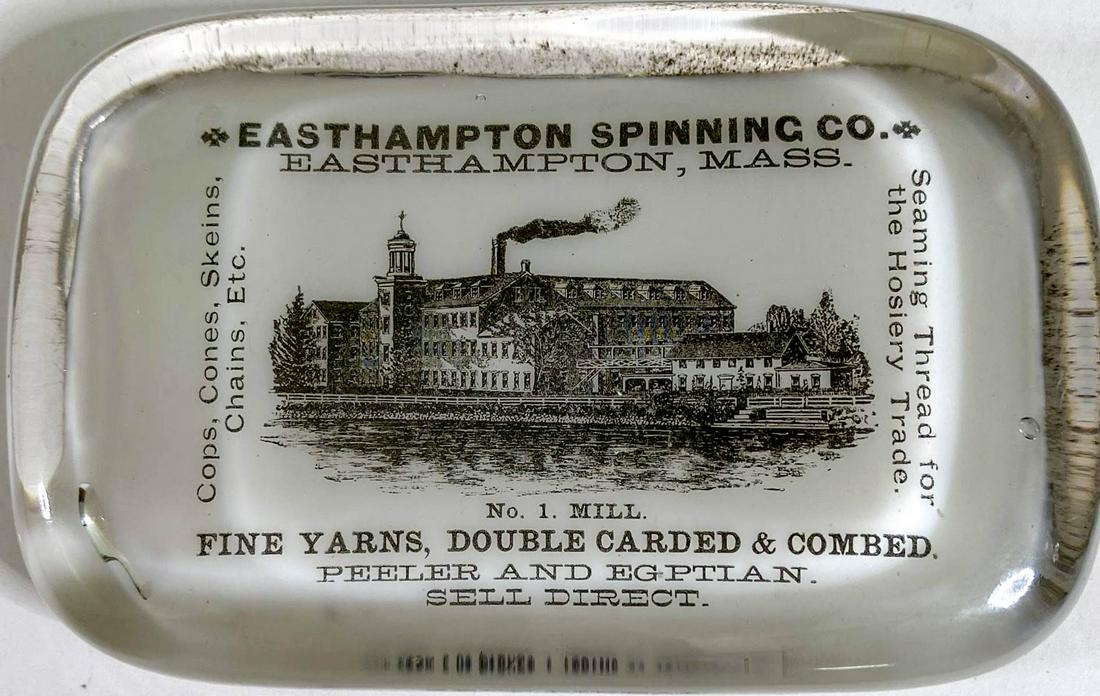 EASTHAMPTON SPINNING CO.
EASTHAMPTON, MASS.
Cops, Cones, Skeins,
Chains, Etc.
Seaming Thread for
the Hosiery Trade.
No. 1. MILL.
FINE YARNS, DOUBLE CARDED & COMBED.
PEELER AND EGPTIAN.
SELL DIRECT.